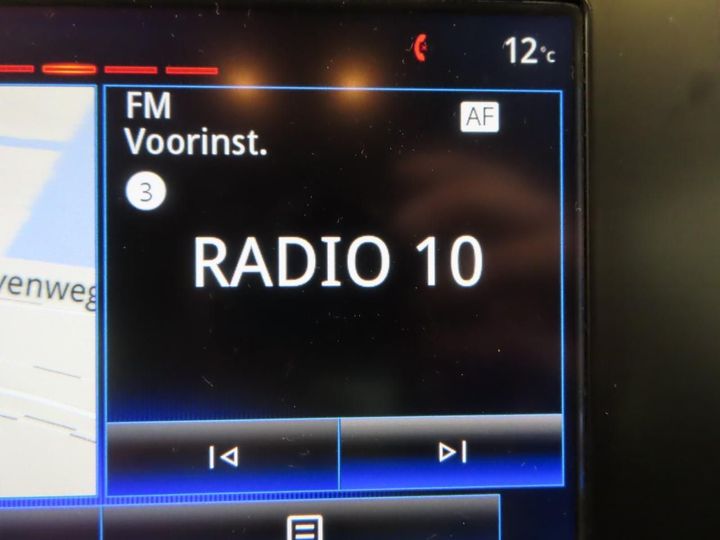 12°C
FM
AF
Voorinst.
3
RADIO 10
venweg